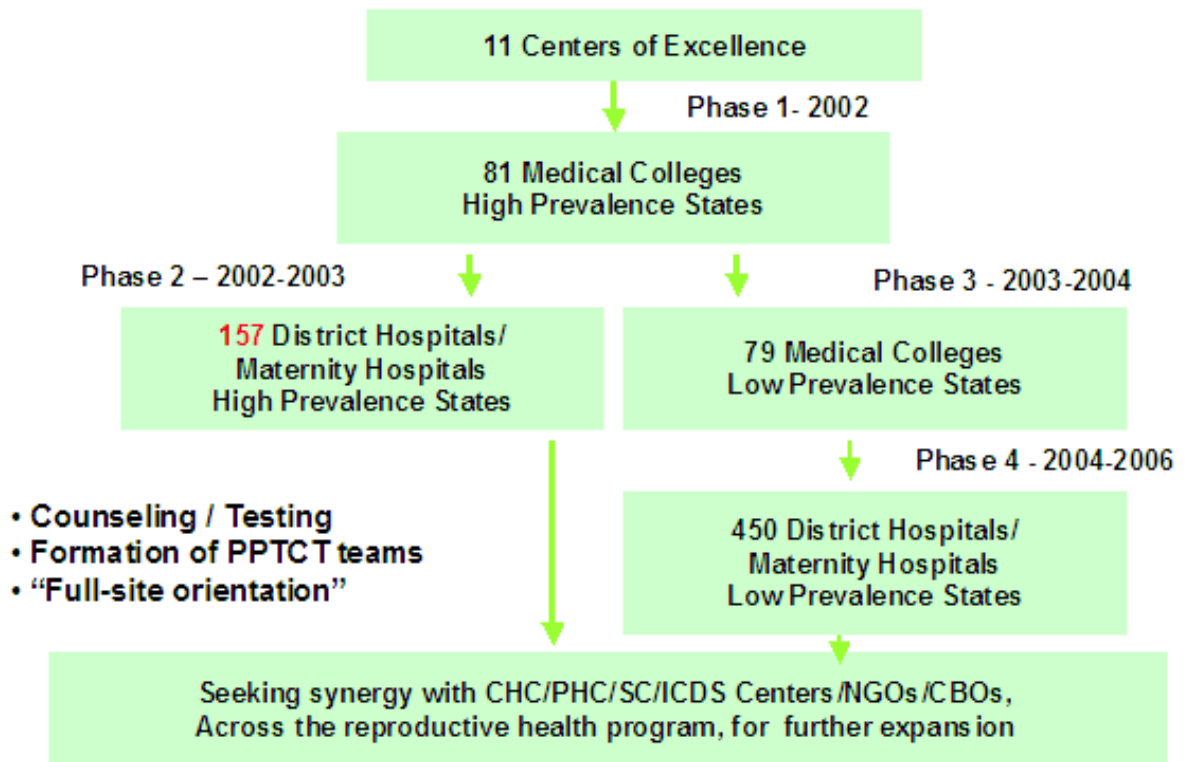 11 Centers of Excellence
Phase 1- 2002
81 Medical Colleges
High Prevalence States
Phase 2 – 2002-2003
Phase 3 - 2003-2004
157 District Hospitals/
Maternity Hospitals
High Prevalence States
79 Medical Colleges
Low Prevalence States
Phase 4 - 2004-2006
• Counseling / Testing
• Formation of PPTCT teams
• “Full-site orientation”
450 District Hospitals/
Maternity Hospitals
Low Prevalence States
Seeking synergy with CHC/PHC/SC/ICDS Centers/NGOs/CBOs,
Across the reproductive health program, for further expansion